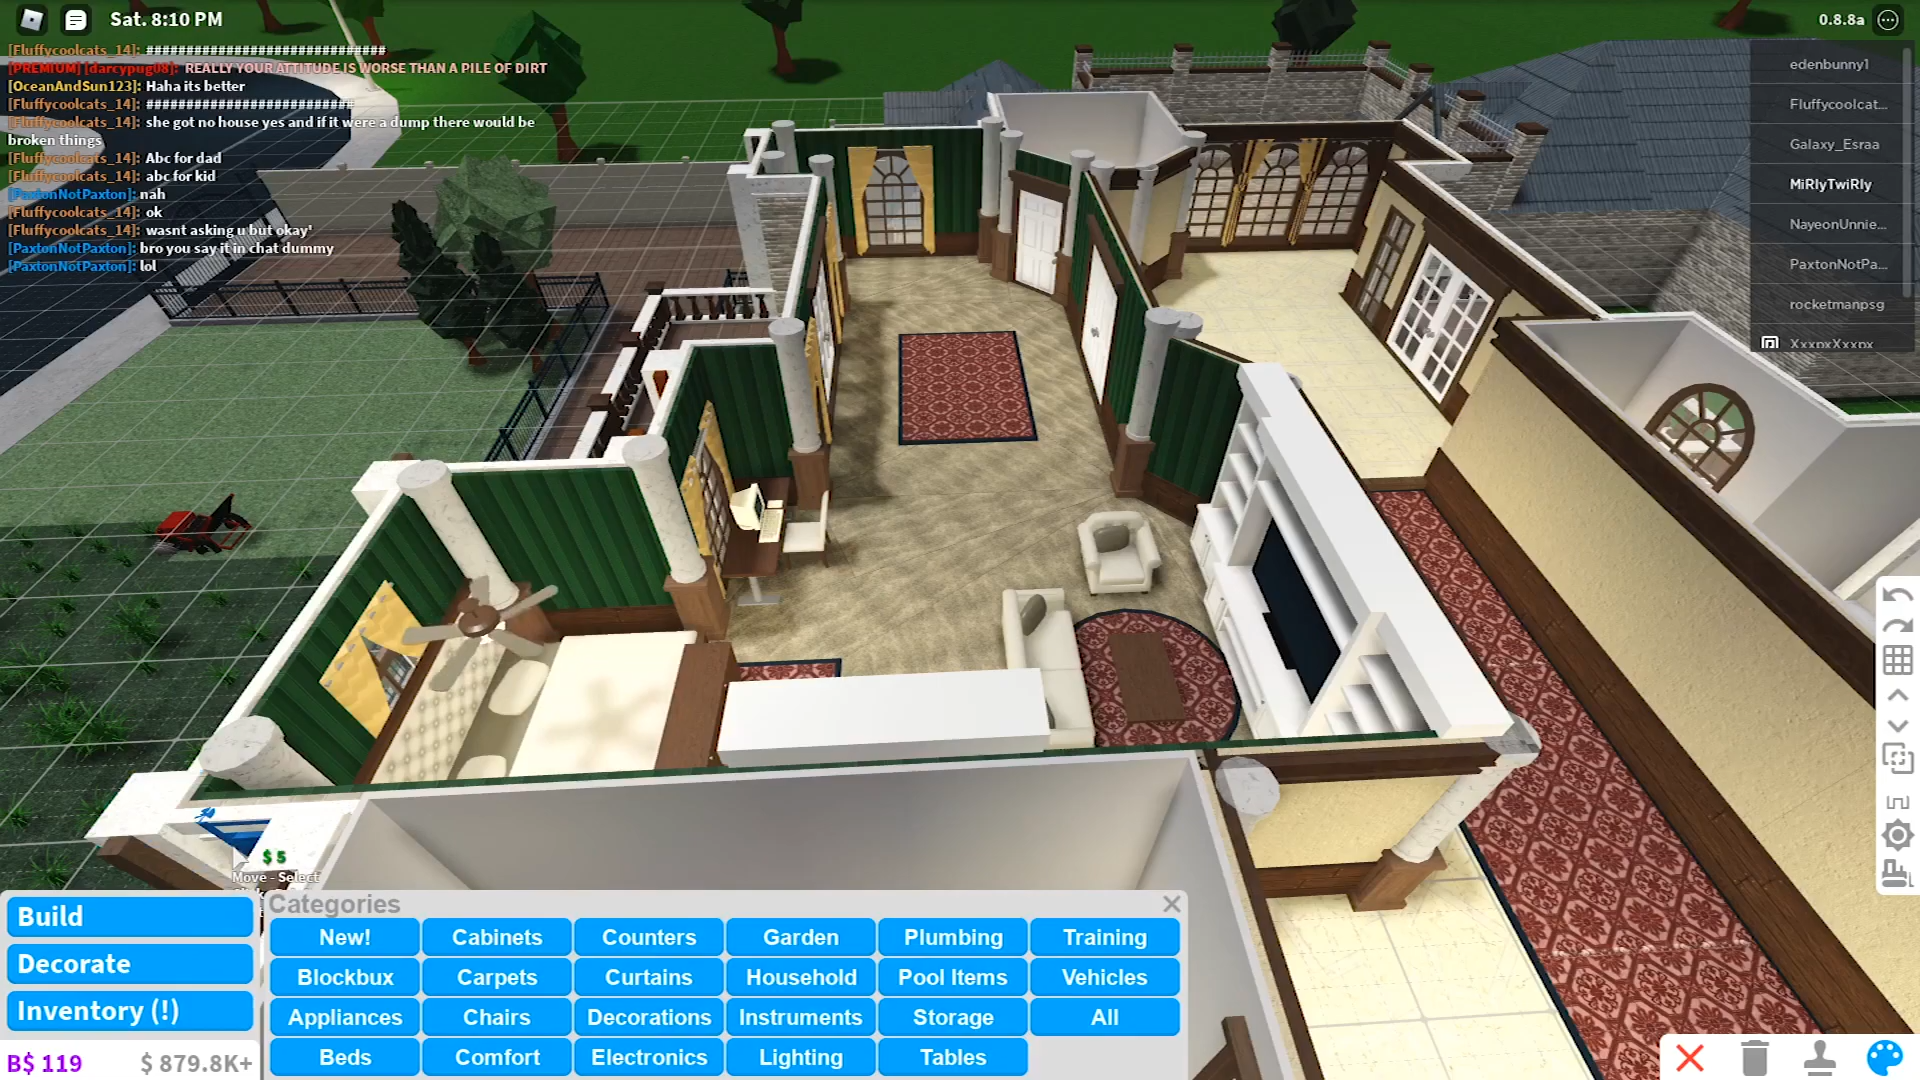 Sat. 8:10 PM
0.8.8a
[Fluffycoolcats_14]: ##############################
[PREMIUM] [darcypug08]: REALLY YOUR ATTITUDE IS WORSE THAN A PILE OF DIRT
[OceanAndSun123]: Haha its better
[Fluffycoolcats_14]: ##########################
[Fluffycoolcats_14]: she got no house yes and if it were a dump there would be
broken things
[Fluffycoolcats_14]: Abc for dad
[Fluffycoolcats_14]: abc for kid
[PaxtonNotPaxton]: nah
[Fluffycoolcats_14]: ok
[Fluffycoolcats_14]: wasnt asking u but okay'
[PaxtonNotPaxton]: bro you say it in chat dummy
[PaxtonNotPaxton]: lol
edenbunny1
Fluffycoolcat...
Galaxy_Esraa
MiRlyTwiRly
NayeonUnnie...
PaxtonNotPa...
rocketmanpsg
XxxpxXxxpx
$ 5
Move - Select
Build
Decorate
Inventory (!)
B$ 119
$ 879.8K+
Categories
New!
Cabinets
Counters
Garden
Plumbing
Training
Blockbux
Carpets
Curtains
Household
Pool Items
Vehicles
Appliances
Chairs
Decorations
Instruments
Storage
All
Beds
Comfort
Electronics
Lighting
Tables